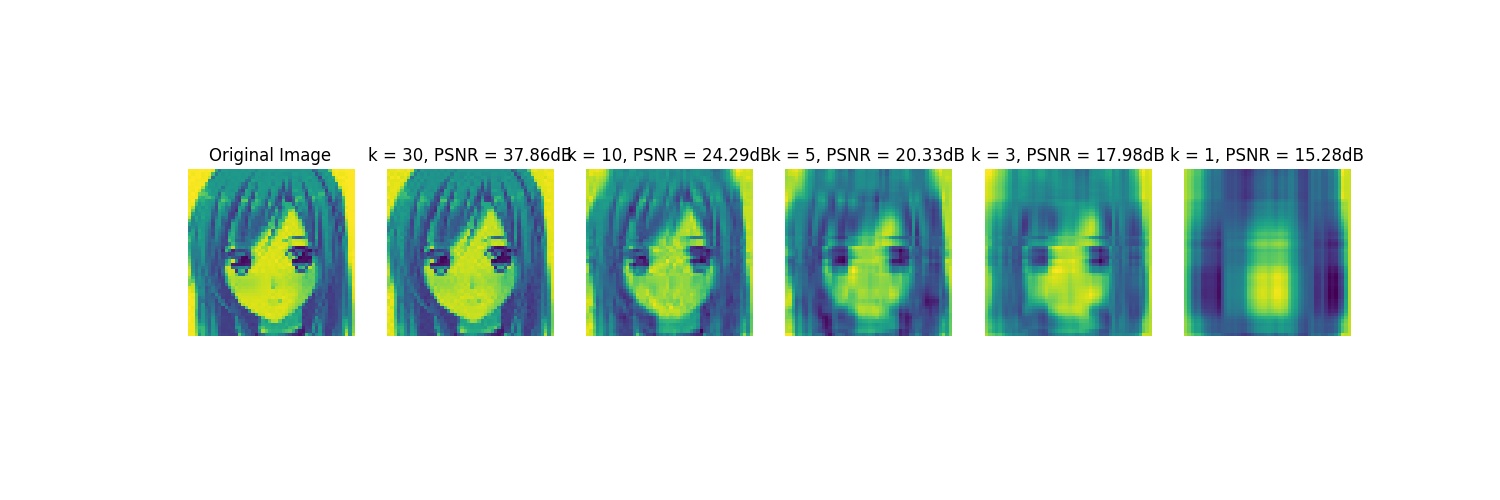 Original Image
k = 30, PSNR = 37.86dB
k = 10, PSNR = 24.29dB
k = 5, PSNR = 20.33dB
k = 3, PSNR = 17.98dB
k = 1, PSNR = 15.28dB